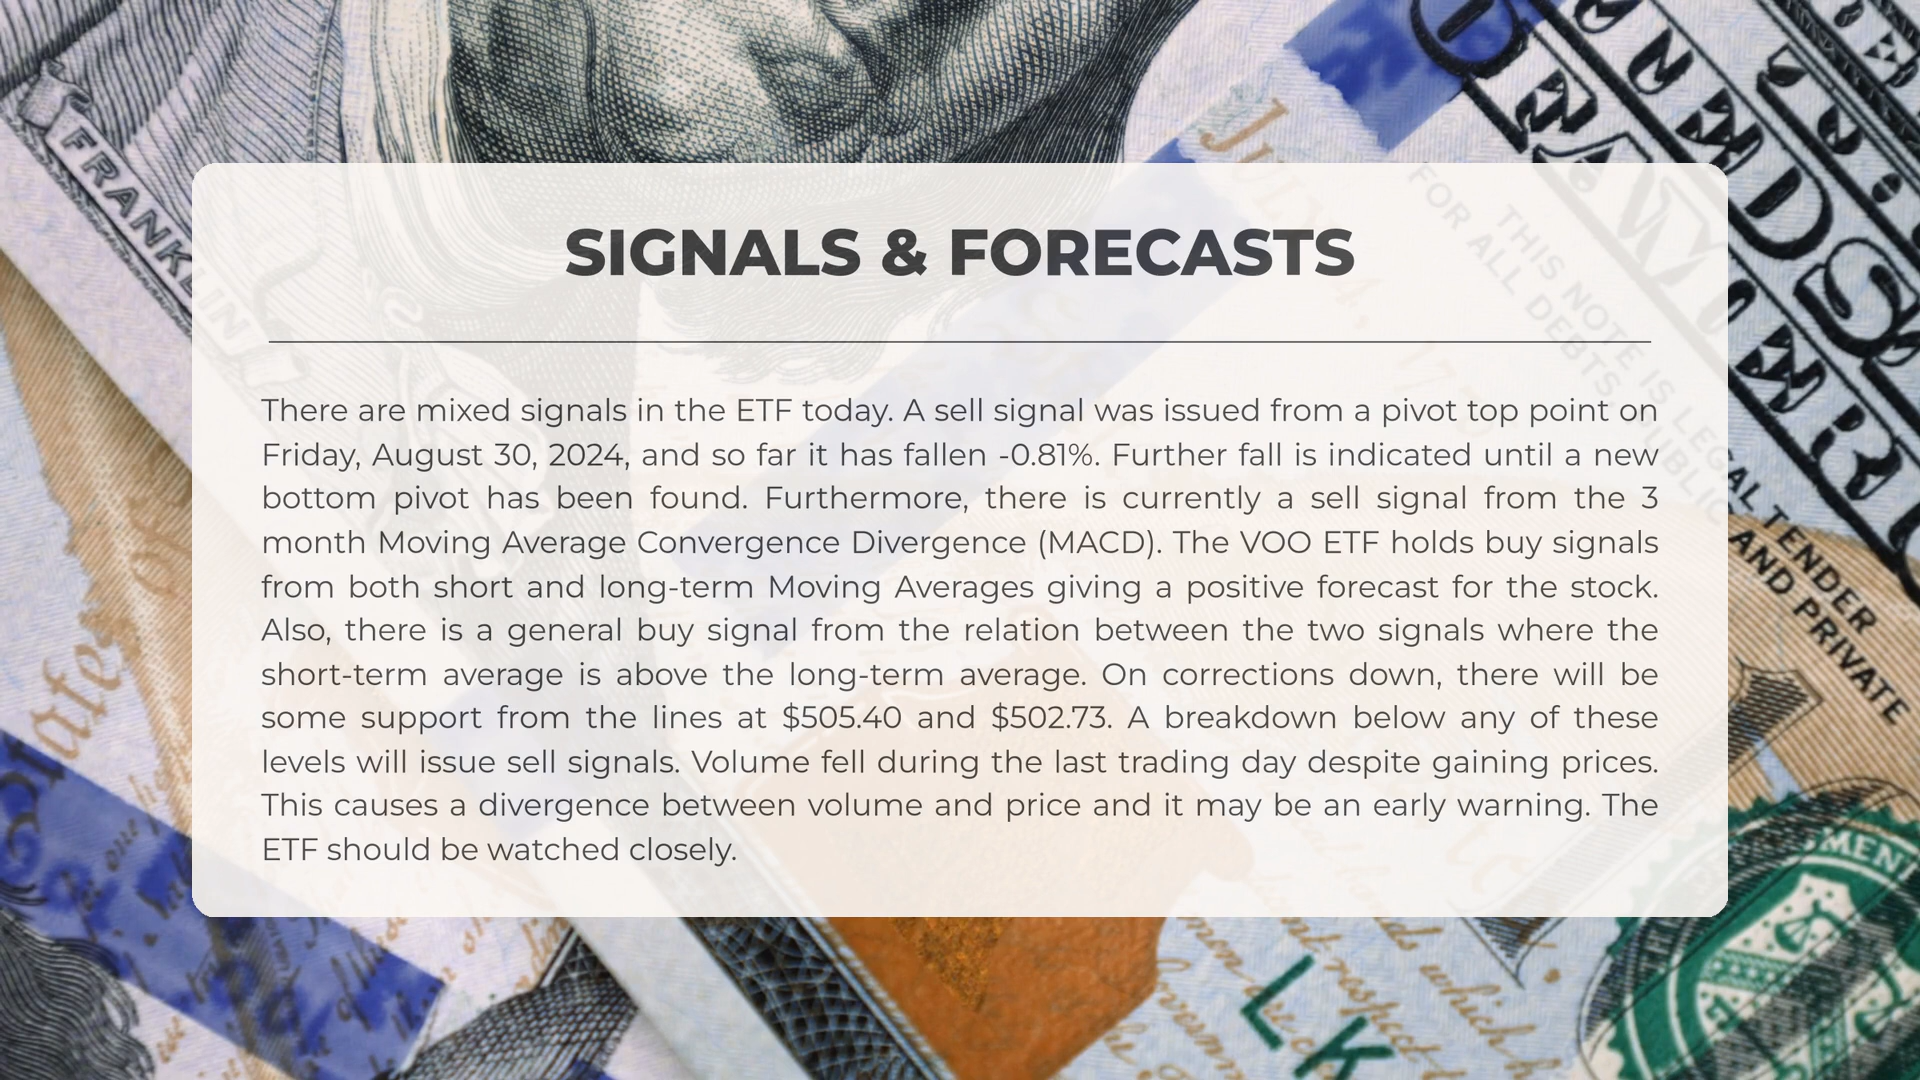 FRANKLIN
JULY 4, 17
THIS NOTE IS LEGAL TENDER
FOR ALL DEBTS, PUBLIC AND PRIVATE
SIGNALS & FORECASTS
There are mixed signals in the ETF today. A sell signal was issued from a pivot top point on
Friday, August 30, 2024, and so far it has fallen -0.81%. Further fall is indicated until a new
bottom pivot has been found. Furthermore, there is currently a sell signal from the 3
month Moving Average Convergence Divergence (MACD). The VOO ETF holds buy signals
from both short and long-term Moving Averages giving a positive forecast for the stock.
Also, there is a general buy signal from the relation between the two signals where the
short-term average is above the long-term average. On corrections down, there will be
some support from the lines at $505.40 and $502.73. A breakdown below any of these
levels will issue sell signals. Volume fell during the last trading day despite gaining prices.
This causes a divergence between volume and price and it may be an early warning. The
ETF should be watched closely.
L K